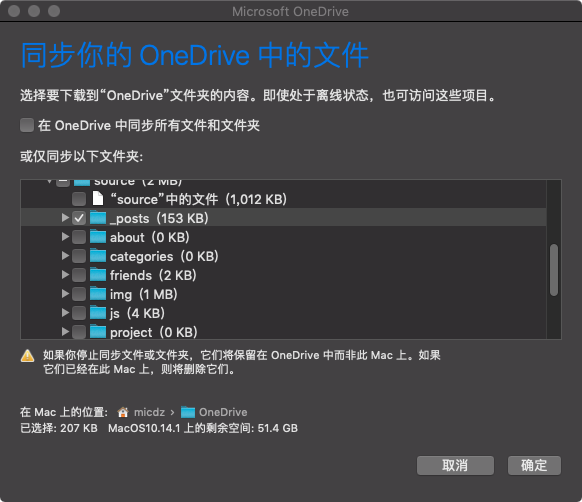 Microsoft OneDrive
同步你的 OneDrive 中的文件
选择要下载到“OneDrive”文件夹的内容。即使处于离线状态，也可访问这些项目。
在 OneDrive 中同步所有文件和文件夹
或仅同步以下文件夹:
source (2 MB)
“source”中的文件 (1,012 KB)
_posts (153 KB)
about (0 KB)
categories (0 KB)
friends (2 KB)
img (1 MB)
js (4 KB)
project (0 KB)
如果你停止同步文件或文件夹，它们将保留在 OneDrive 中而非此 Mac 上。如果
它们已经在此 Mac 上，则将删除它们。
在 Mac 上的位置: micdz › OneDrive
已选择: 207 KB MacOS10.14.1 上的剩余空间: 51.4 GB
取消 确定